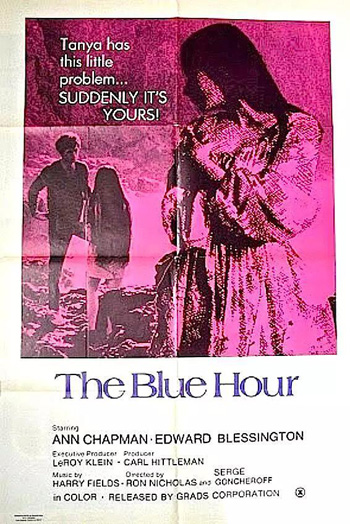 Tanya has
this little
problem...
SUDDENLY IT'S
YOURS!
The Blue Hour
Starring
ANN CHAPMAN · EDWARD BLESSINGTON
Executive Producer Producer
LeROY KLEIN · CARL HITTLEMAN
Music by Directed by SERGE
HARRY FIELDS · RON NICHOLAS and GONCHEROFF
in COLOR · RELEASED BY GRADS CORPORATION X